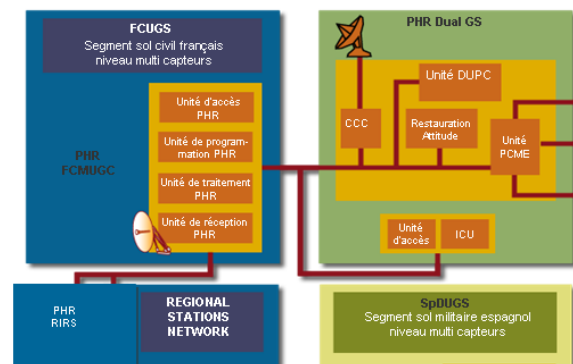 FCUGS
Segment sol civil français
niveau multi capteurs
PHR
FCMUGC
Unité d'accès
PHR
Unité de program-
mation PHR
Unité de traitement
PHR
Unité de réception
PHR
PHR Dual GS
Unité DUPC
CCC
Restauration
Attitude
Unité
PCME
Unité
d'accès
ICU
PHR
RIRS
REGIONAL
STATIONS
NETWORK
SpDUGS
Segment sol militaire espagnol
niveau multi capteurs